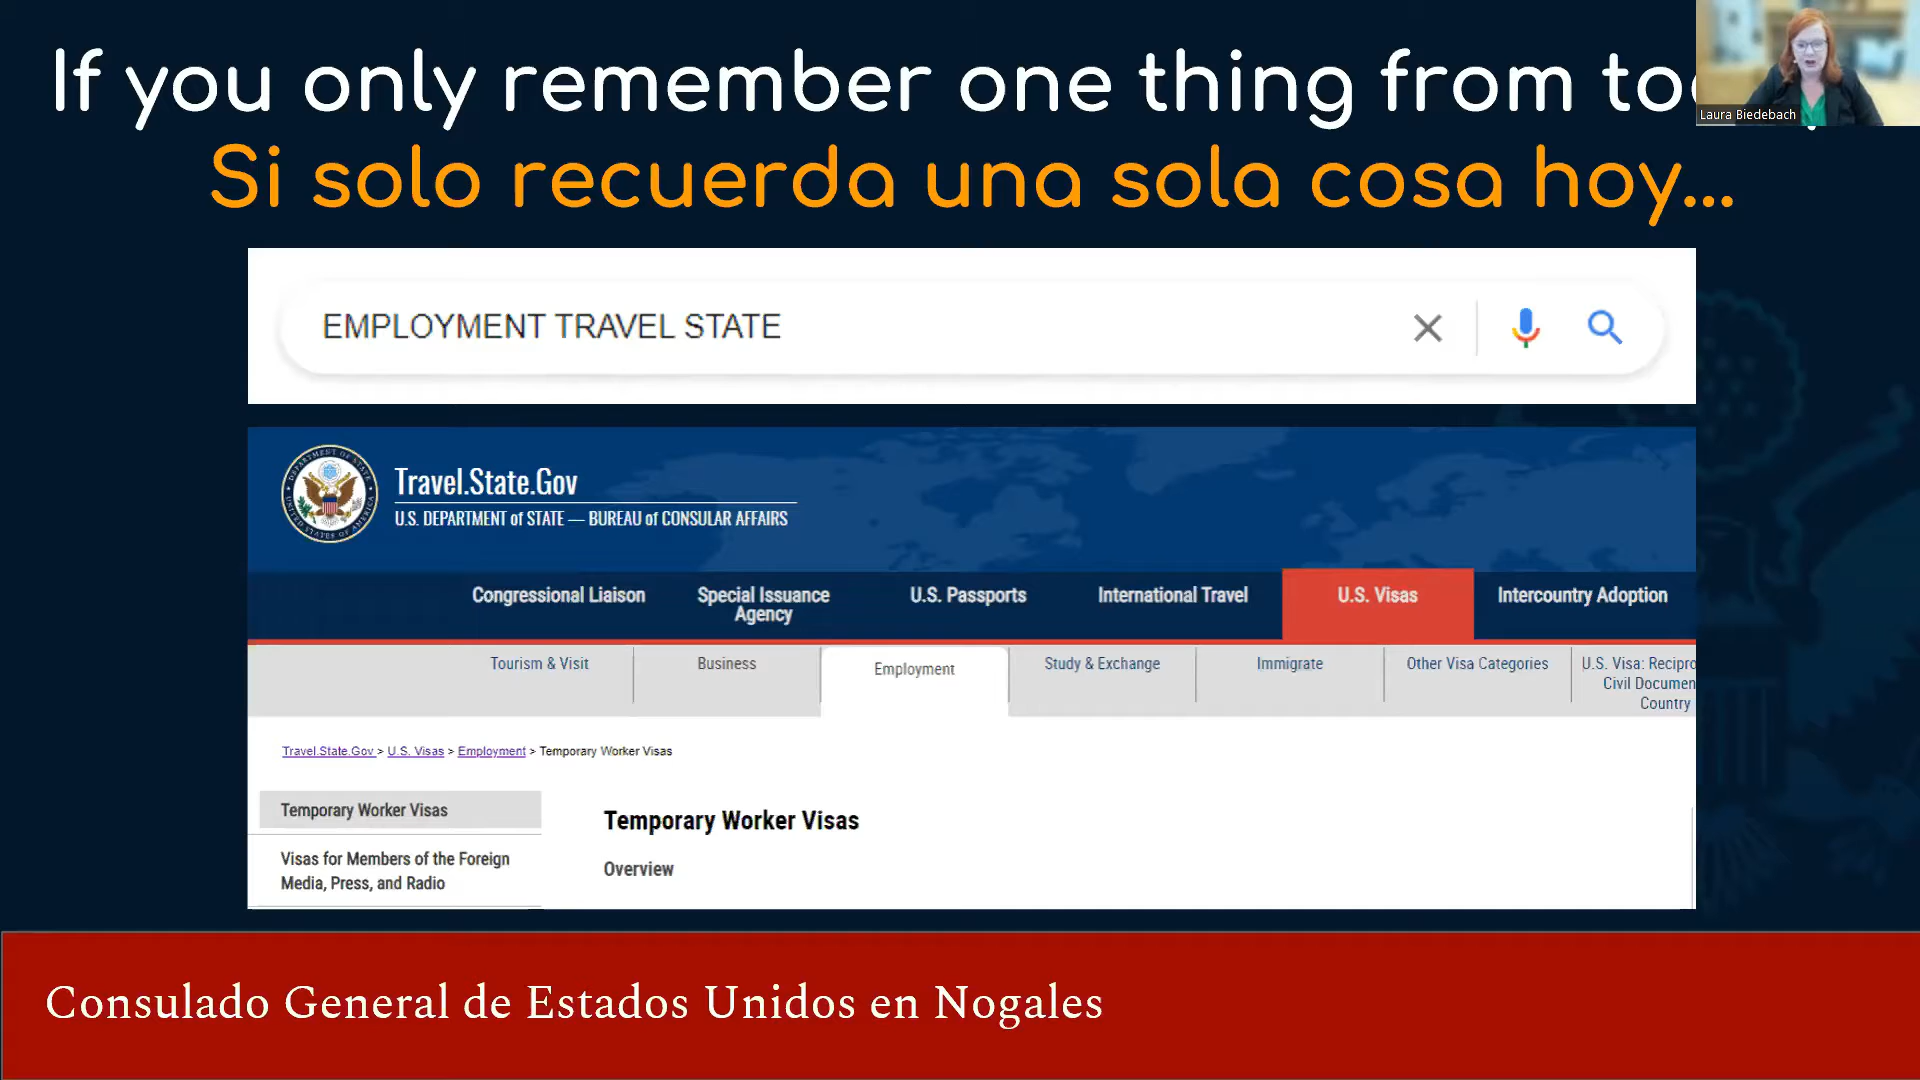 If you only remember one thing from
Laura Biedebach
Si solo recuerda una sola cosa hoy...
EMPLOYMENT TRAVEL STATE
Travel.State.Gov
U.S. DEPARTMENT of STATE — BUREAU of CONSULAR AFFAIRS
Congressional Liaison
Special Issuance
Agency
U.S. Passports
International Travel
U.S. Visas
Intercountry Adoption
Tourism & Visit
Business
Employment
Study & Exchange
Immigrate
Other Visa Categories
U.S. Visa:
Civil
Country
Travel.State.Gov > U.S. Visas > Employment > Temporary Worker Visas
Temporary Worker Visas
Visas for Members of the Foreign
Media, Press, and Radio
Temporary Worker Visas
Overview
Consulado General de Estados Unidos en Nogales